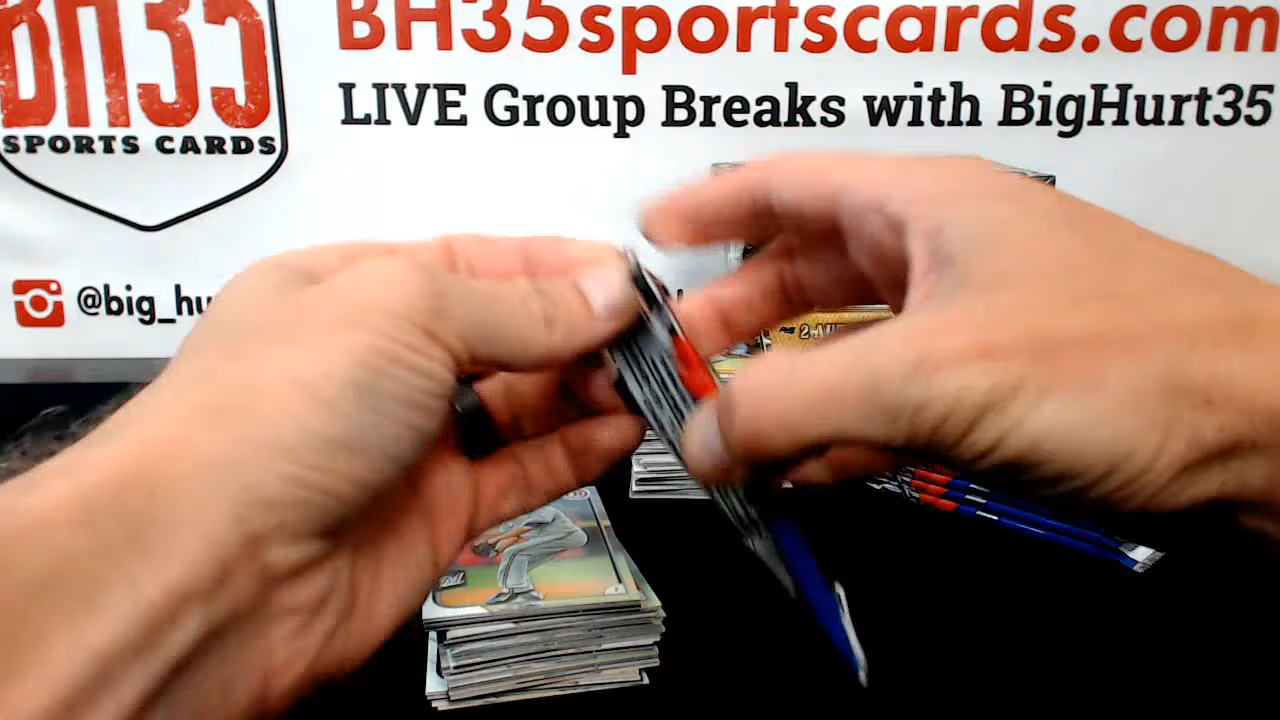 BH35
SPORTS CARDS
BH35sportscards.com
LIVE Group Breaks with BigHurt35
@big_hu